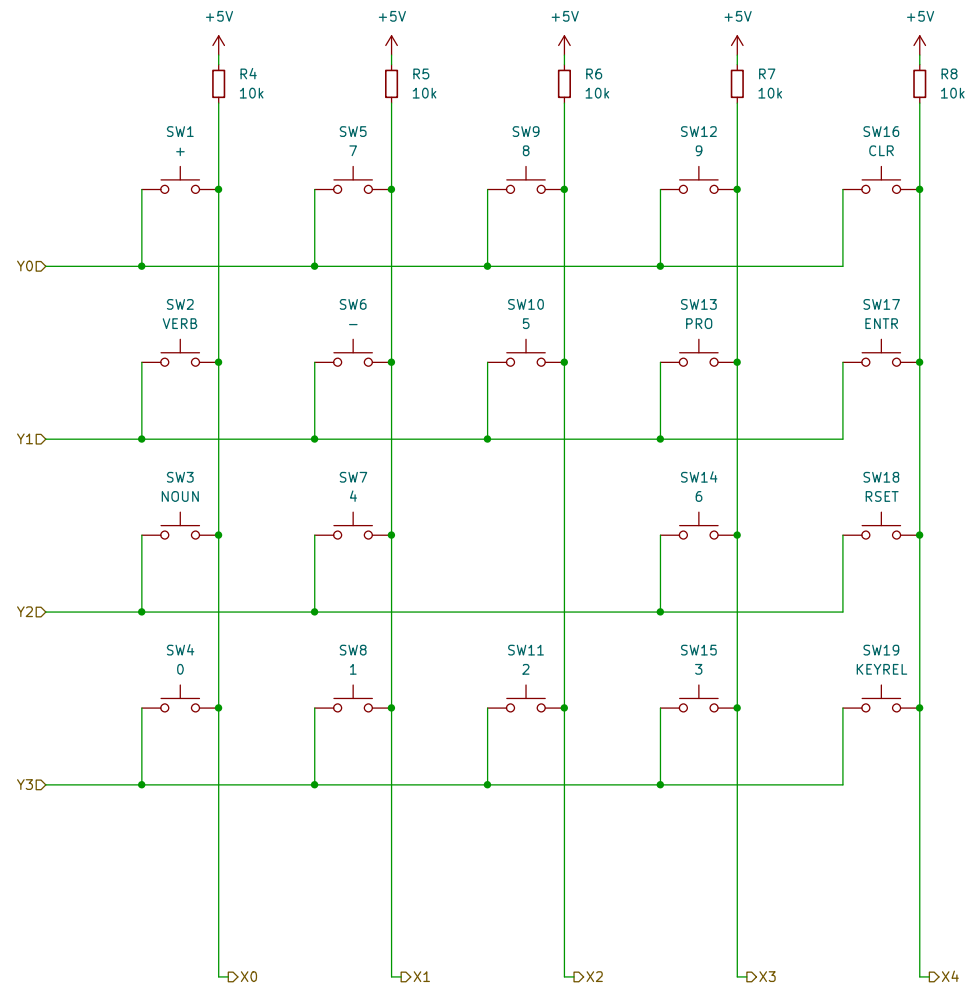 +5V +5V +5V +5V +5V
R4 R5 R6 R7 R8
10k 10k 10k 10k 10k
SW1 SW5 SW9 SW12 SW16
+ 7 8 9 CLR
Y0
SW2 SW6 SW10 SW13 SW17
VERB − 5 PRO ENTR
Y1
SW3 SW7 SW14 SW18
NOUN 4 6 RSET
Y2
SW4 SW8 SW11 SW15 SW19
0 1 2 3 KEYREL
Y3
X0 X1 X2 X3 X4